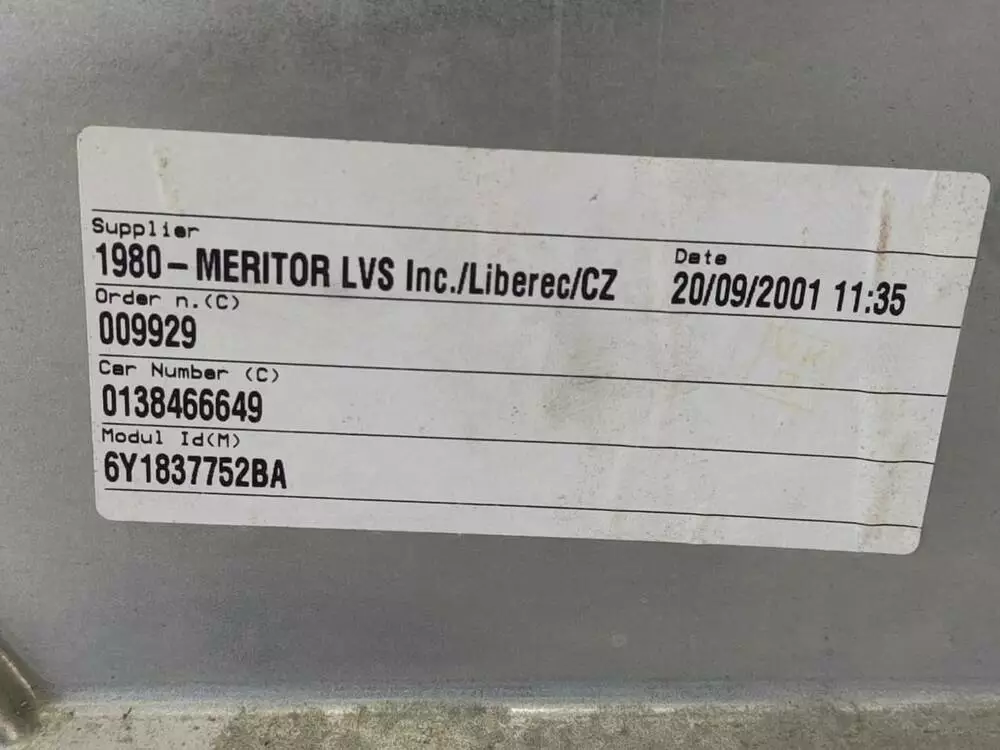 Supplier
1980-MERITOR LVS Inc./Liberec/CZ
Date
20/09/2001 11:35
Order n.(C)
009929
Car Number (C)
0138466649
Modul Id(M)
6Y1837752BA